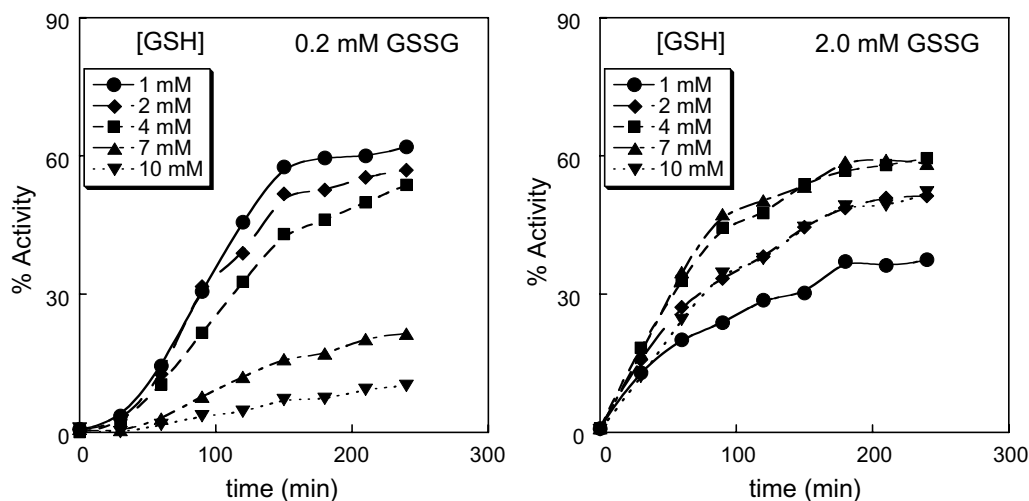 90
60
30
0
% Activity
[GSH]
0.2 mM GSSG
1 mM
2 mM
4 mM
7 mM
10 mM
0
100
200
300
time (min)
90
60
30
0
% Activity
[GSH]
2.0 mM GSSG
1 mM
2 mM
4 mM
7 mM
10 mM
0
100
200
300
time (min)